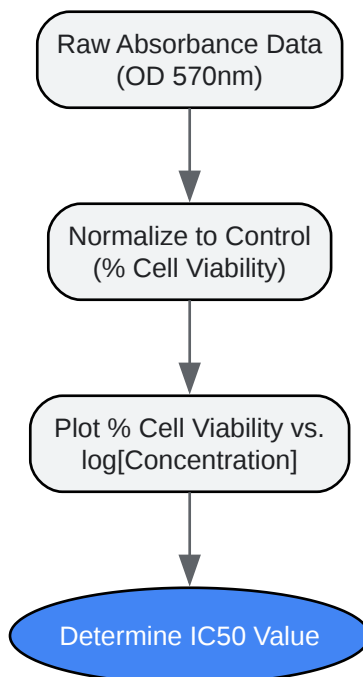 Raw Absorbance Data
(OD 570nm)
Normalize to Control
(% Cell Viability)
Plot % Cell Viability vs.
log[Concentration]
Determine IC50 Value